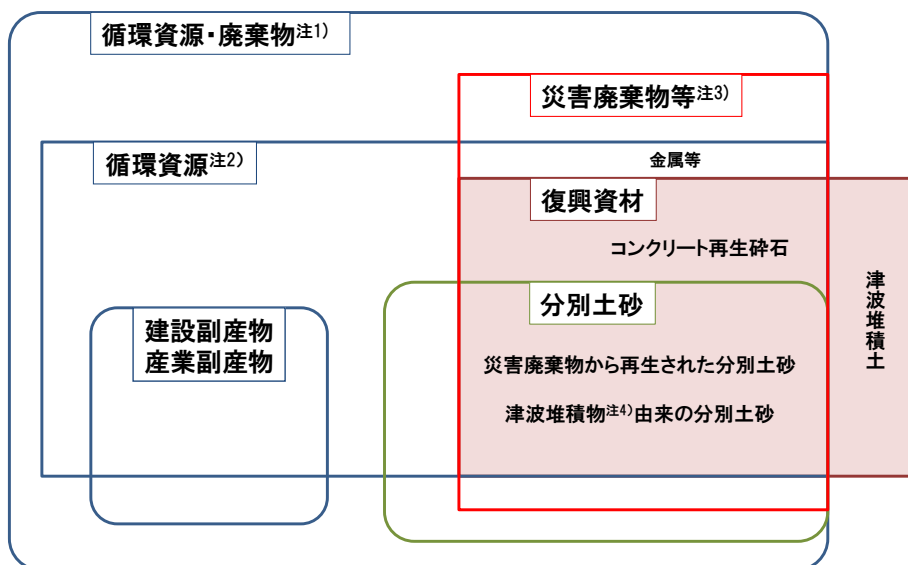 循環資源・廃棄物注1)
災害廃棄物等注3)
循環資源注2)
金属等
復興資材
コンクリート再生砕石
津波堆積土
分別土砂
建設副産物
産業副産物
災害廃棄物から再生された分別土砂
津波堆積物注4)由来の分別土砂